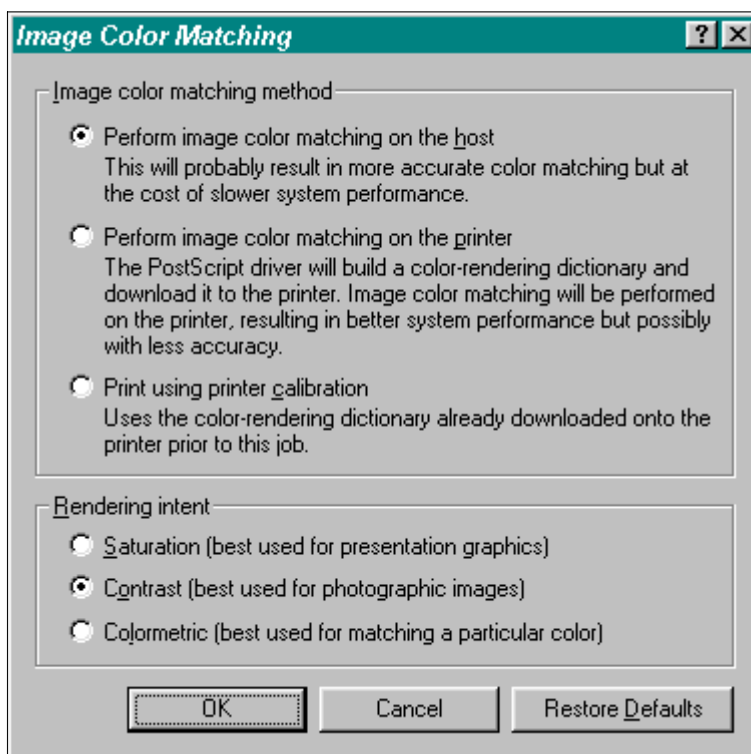 Image Color Matching
Image color matching method
Perform image color matching on the host
This will probably result in more accurate color matching but at
the cost of slower system performance.
Perform image color matching on the printer
The PostScript driver will build a color-rendering dictionary and
download it to the printer. Image color matching will be performed
on the printer, resulting in better system performance but possibly
with less accuracy.
Print using printer calibration
Uses the color-rendering dictionary already downloaded onto the
printer prior to this job.
Rendering intent
Saturation (best used for presentation graphics)
Contrast (best used for photographic images)
Colormetric (best used for matching a particular color)
OK Cancel Restore Defaults